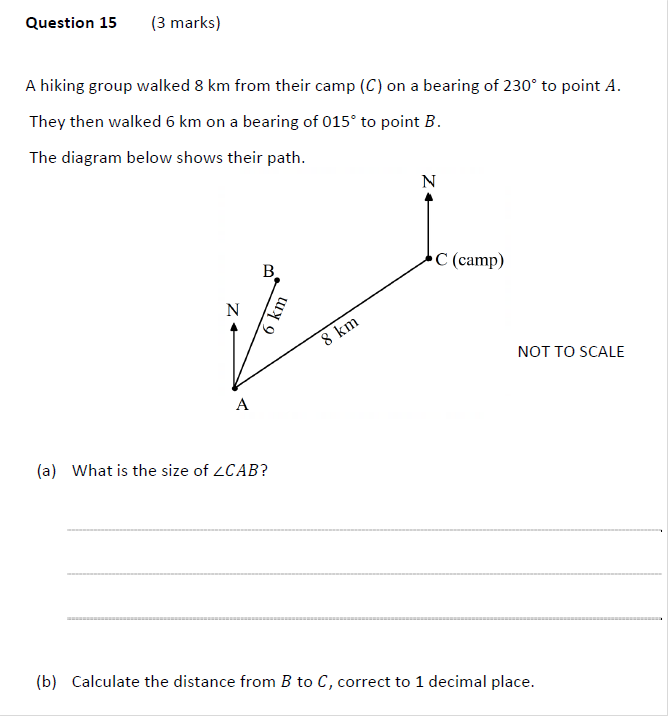 Question 15 (3 marks)
A hiking group walked 8 km from their camp (C) on a bearing of 230° to point A.
They then walked 6 km on a bearing of 015° to point B.
The diagram below shows their path.
N
C (camp)
B
N
6 km
8 km
NOT TO SCALE
A
(a) What is the size of ∠CAB?
(b) Calculate the distance from B to C, correct to 1 decimal place.